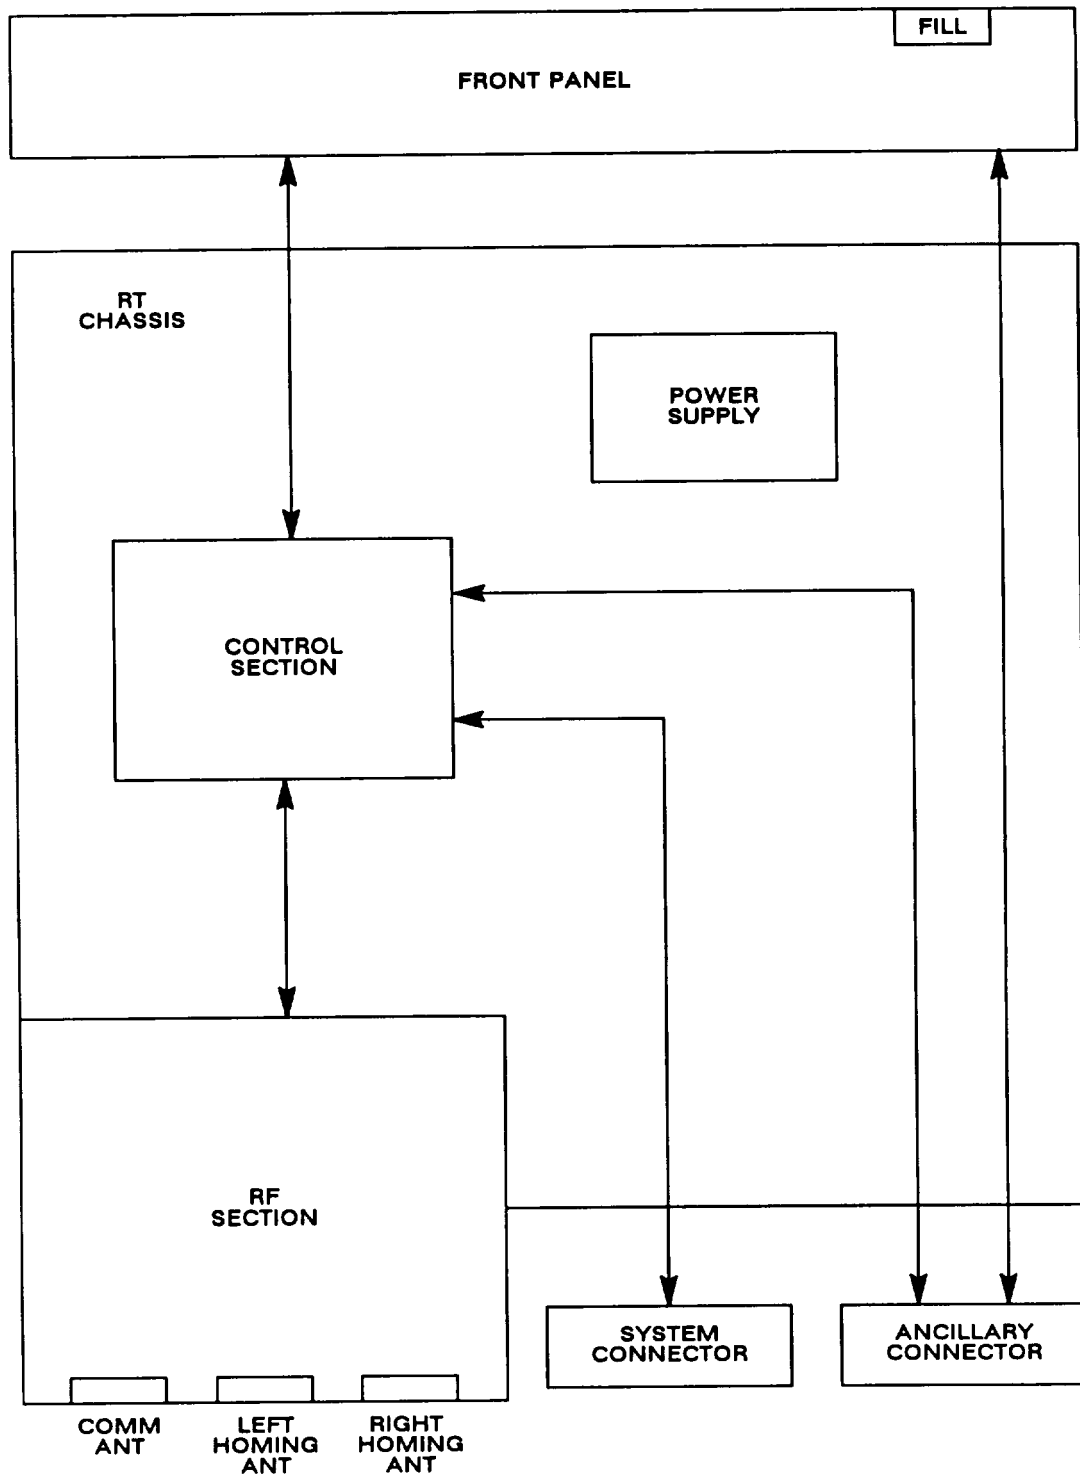 FILL
FRONT PANEL
RT
CHASSIS
POWER
SUPPLY
CONTROL
SECTION
RF
SECTION
SYSTEM
CONNECTOR
ANCILLARY
CONNECTOR
COMM
ANT
LEFT
HOMING
ANT
RIGHT
HOMING
ANT